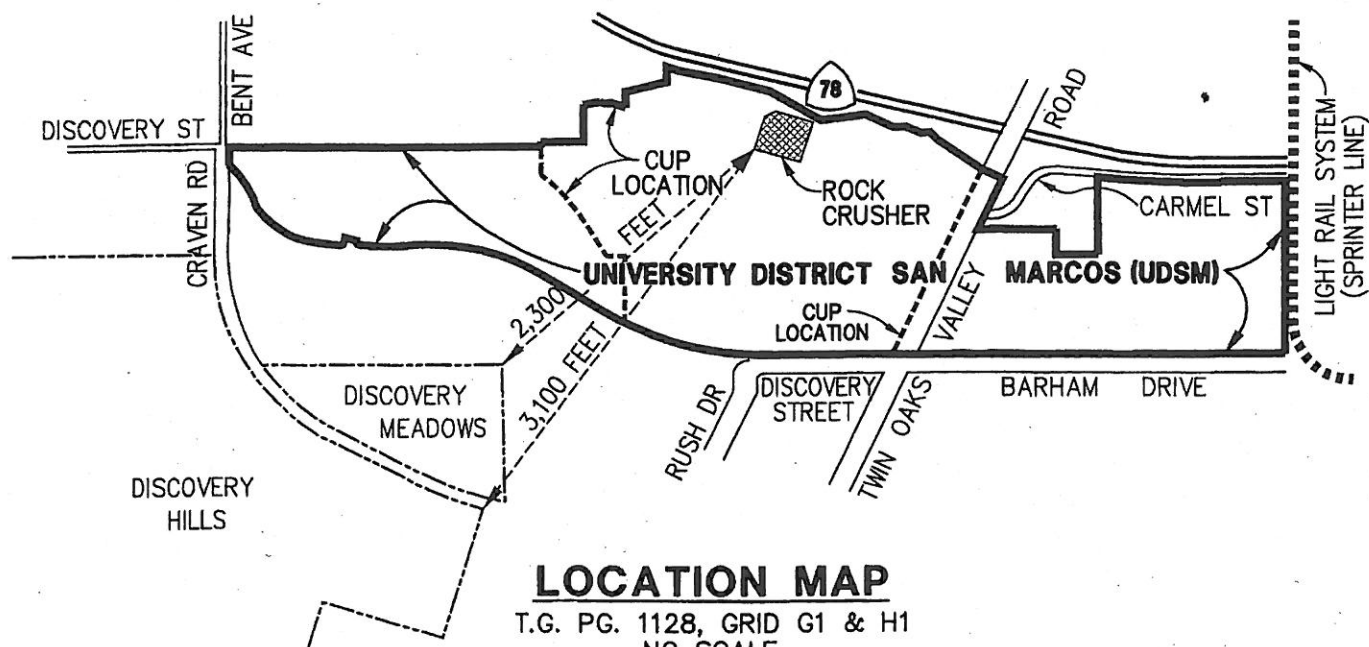 BENT AVE
DISCOVERY ST
CRAVEN RD
78
CUP
LOCATION
ROCK
CRUSHER
ROAD
CARMEL ST
LIGHT RAIL SYSTEM
(SPRINTER LINE)
UNIVERSITY DISTRICT SAN MARCOS (UDSM)
2,300 FEET
3,100 FEET
CUP
LOCATION
VALLEY
TWIN OAKS
DISCOVERY
MEADOWS
RUSH DR
DISCOVERY
STREET
BARHAM DRIVE
DISCOVERY
HILLS
LOCATION MAP
T.G. PG. 1128, GRID G1 & H1
NO SCALE